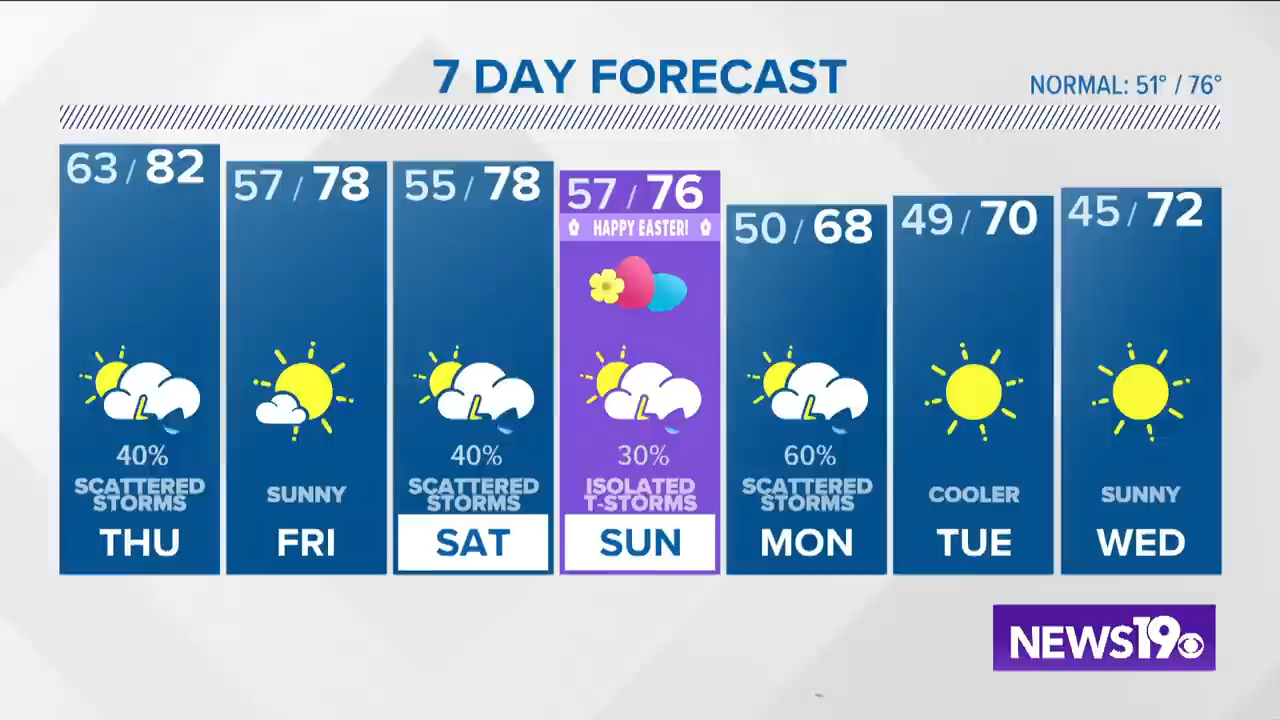 7 DAY FORECAST
NORMAL: 51° / 76°
63 / 82
40%
SCATTERED
STORMS
THU
57 / 78
SUNNY
FRI
55 / 78
40%
SCATTERED
STORMS
SAT
57 / 76
HAPPY EASTER!
30%
ISOLATED
T-STORMS
SUN
50 / 68
60%
SCATTERED
STORMS
MON
49 / 70
COOLER
TUE
45 / 72
SUNNY
WED
NEWS19